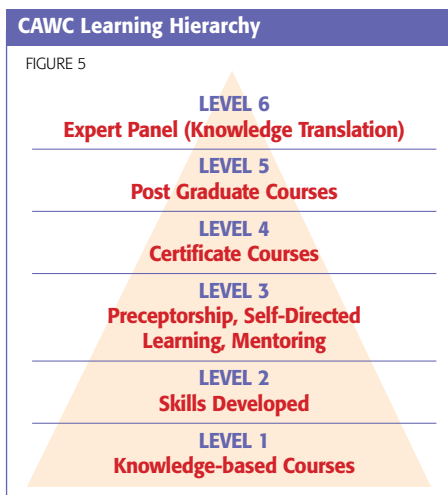 CAWC Learning Hierarchy
FIGURE 5
LEVEL 6
Expert Panel (Knowledge Translation)
LEVEL 5
Post Graduate Courses
LEVEL 4
Certificate Courses
LEVEL 3
Preceptorship, Self-Directed
Learning, Mentoring
LEVEL 2
Skills Developed
LEVEL 1
Knowledge-based Courses